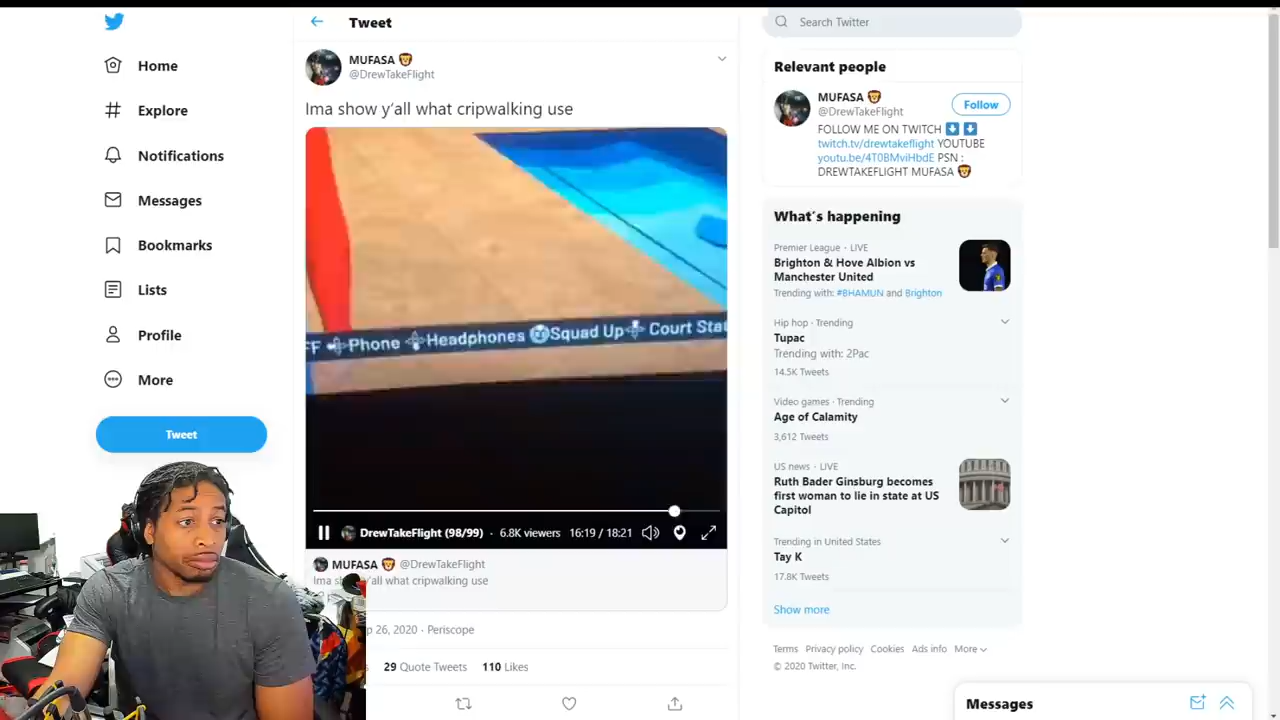 Home
Explore
Notifications
Messages
Bookmarks
Lists
Profile
More
Tweet
Tweet
MUFASA 🦁
@DrewTakeFlight
Ima show y'all what cripwalking use
FF Phone Headphones Squad Up Court Stat
DrewTakeFlight (98/99) · 6.8K viewers 16:19 / 18:21
MUFASA 🦁 @DrewTakeFlight
Ima sh y'all what cripwalking use
p 26, 2020 · Periscope
29 Quote Tweets 110 Likes
Search Twitter
Relevant people
MUFASA 🦁
@DrewTakeFlight
Follow
FOLLOW ME ON TWITCH ⬇️ ⬇️
twitch.tv/drewtakeflight YOUTUBE
youtu.be/4T0BMviHbdE PSN :
DREWTAKEFLIGHT MUFASA 🦁
What's happening
Premier League · LIVE
Brighton & Hove Albion vs
Manchester United
Trending with: #BHAMUN and Brighton
Hip hop · Trending
Tupac
Trending with: 2Pac
14.5K Tweets
Video games · Trending
Age of Calamity
3,612 Tweets
US news · LIVE
Ruth Bader Ginsburg becomes
first woman to lie in state at US
Capitol
Trending in United States
Tay K
17.8K Tweets
Show more
Terms Privacy policy Cookies Ads info More
© 2020 Twitter, Inc.
Messages